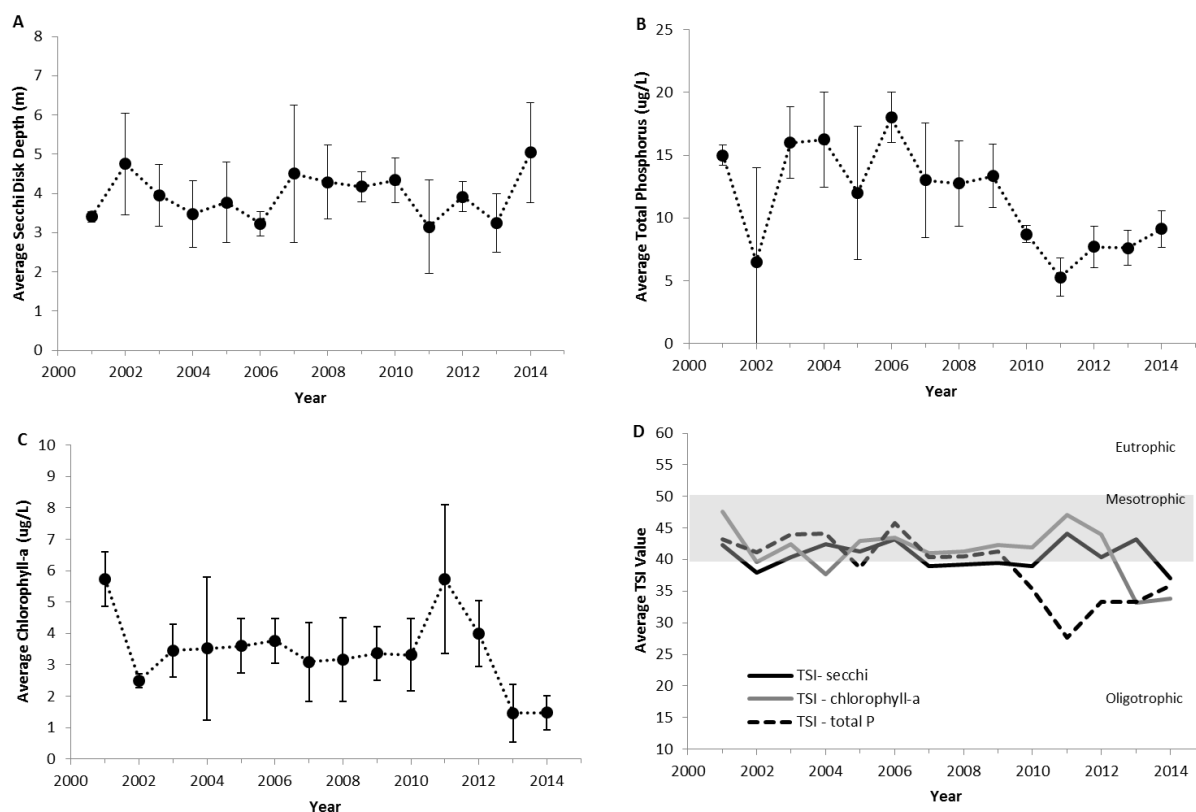 A
Average Secchi Disk Depth (m)
8
7
6
5
4
3
2
1
0
2000 2002 2004 2006 2008 2010 2012 2014
Year
B
Average Total Phosphorus (ug/L)
25
20
15
10
5
0
2000 2002 2004 2006 2008 2010 2012 2014
Year
C
Average Chlorophyll-a (ug/L)
10
9
8
7
6
5
4
3
2
1
0
2000 2002 2004 2006 2008 2010 2012 2014
Year
D
Average TSI Value
60
55
50
45
40
35
30
25
20
15
10
Eutrophic
Mesotrophic
Oligotrophic
TSI- secchi
TSI - chlorophyll-a
TSI - total P
2000 2002 2004 2006 2008 2010 2012 2014
Year